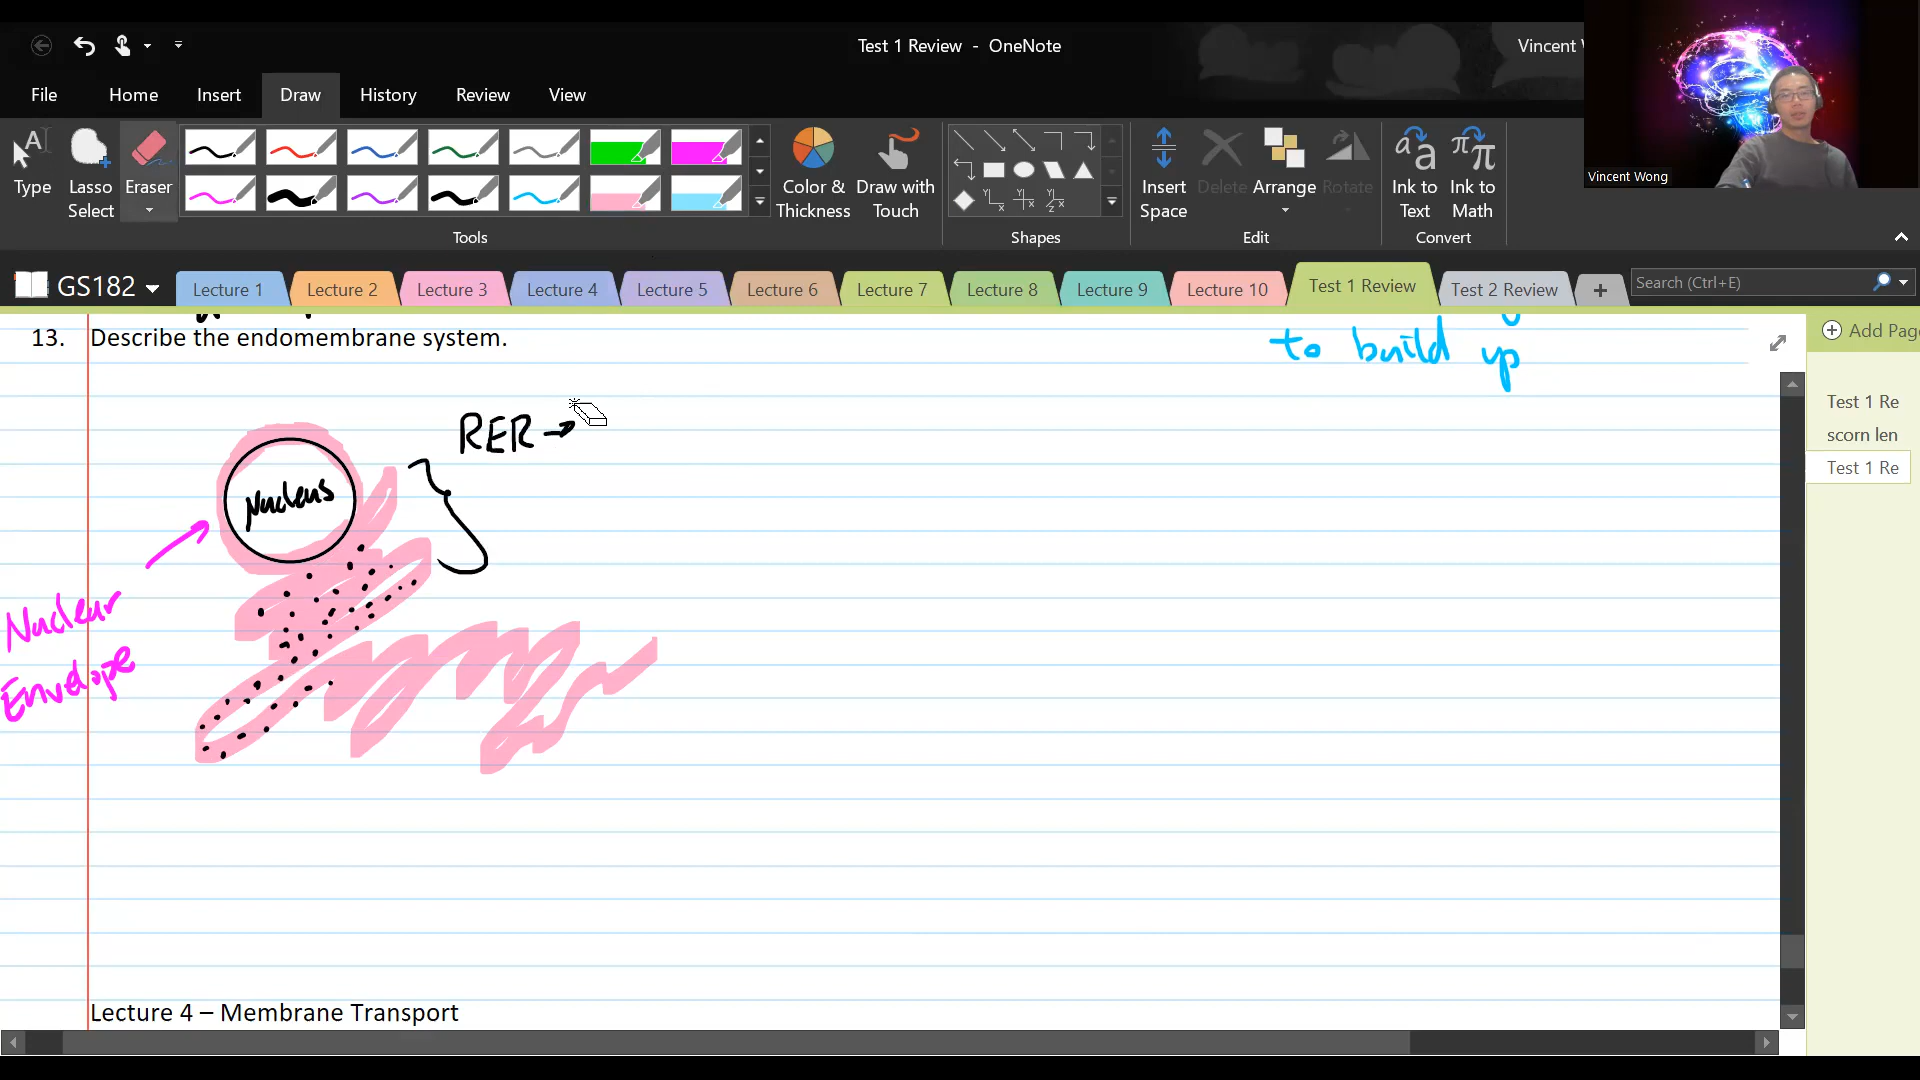 Test 1 Review - OneNote
Vincent W
File Home Insert Draw History Review View
Type
Lasso Select
Eraser
Color & Thickness
Draw with Touch
Insert Space
Delete
Arrange
Rotate
Ink to Text
Ink to Math
Tools
Shapes
Edit
Convert
Vincent Wong
GS182
Lecture 1 Lecture 2 Lecture 3 Lecture 4 Lecture 5 Lecture 6 Lecture 7 Lecture 8 Lecture 9 Lecture 10 Test 1 Review Test 2 Review
Search (Ctrl+E)
Add Pag
Test 1 Re
scorn len
Test 1 Re
13. Describe the endomembrane system.
to build up
RER →
Nucleus
Nuclear
Envelope
Lecture 4 – Membrane Transport